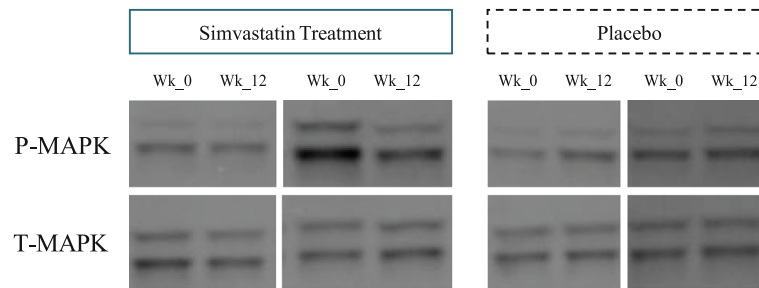 Simvastatin Treatment Placebo
Wk_0 Wk_12 Wk_0 Wk_12 Wk_0 Wk_12 Wk_0 Wk_12
P-MAPK
T-MAPK